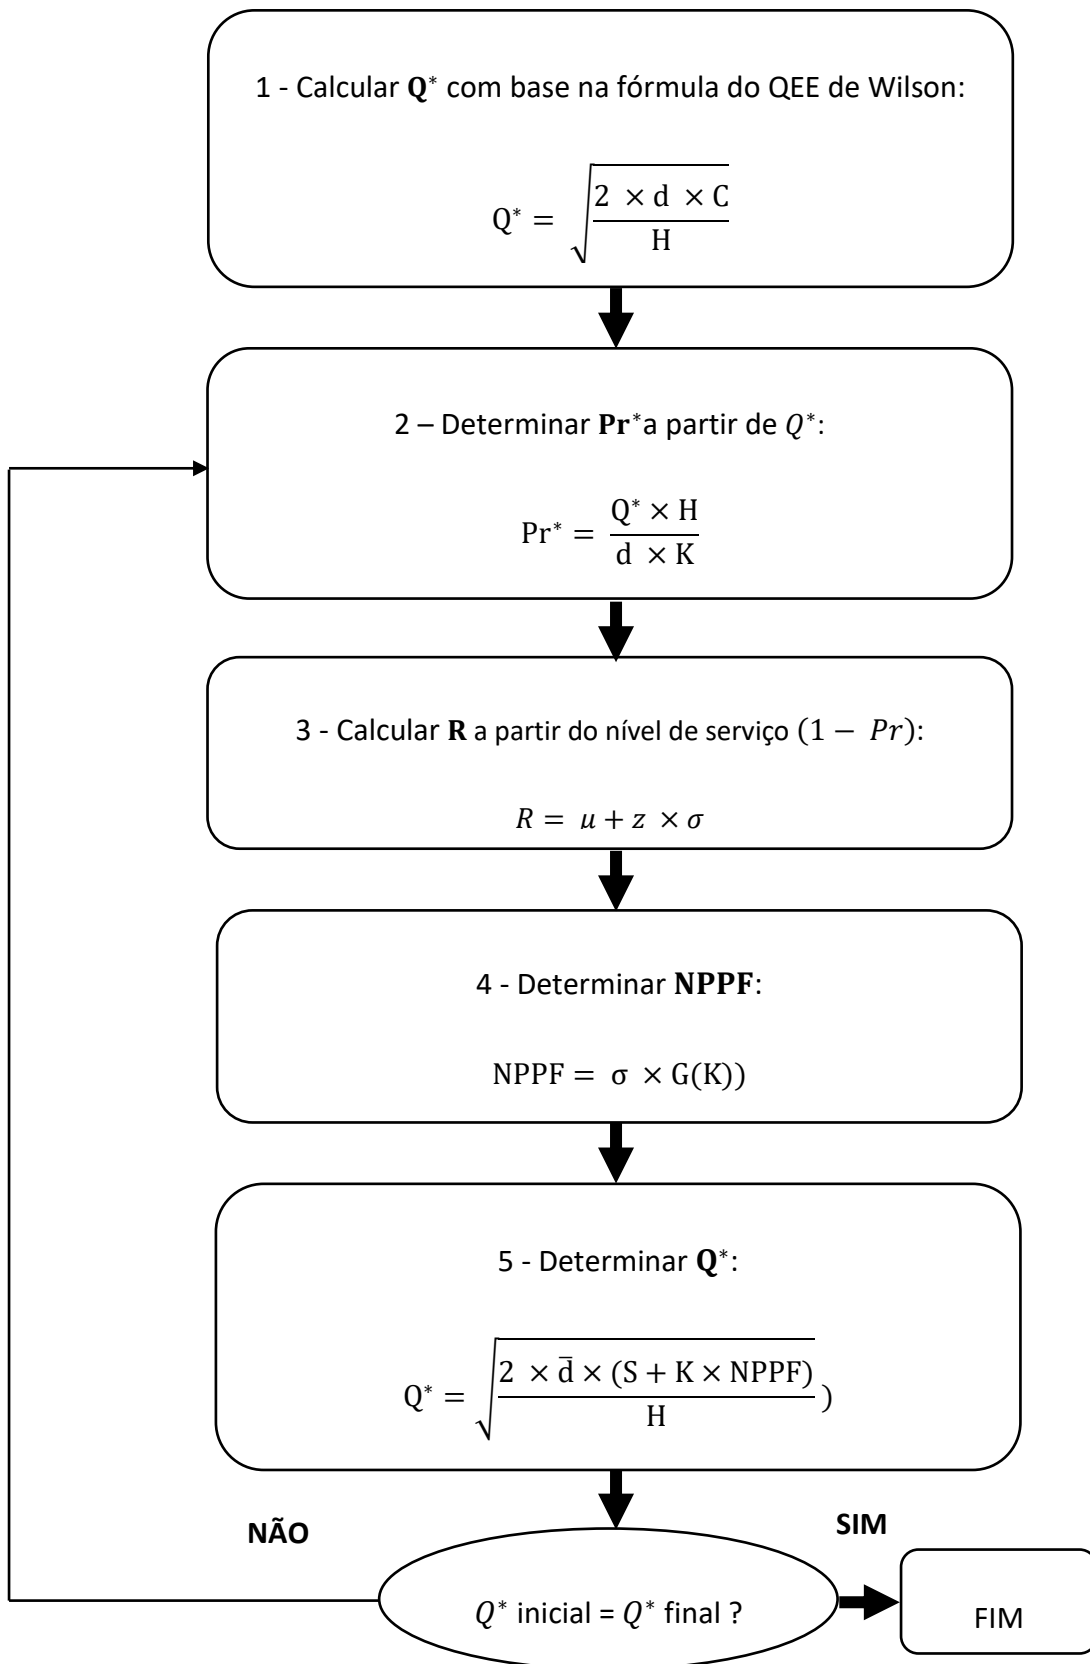 1 - Calcular Q* com base na fórmula do QEE de Wilson:
Q* = √((2 × d × C) / H)
2 – Determinar Pr*a partir de Q*:
Pr* = (Q* × H) / (d × K)
3 - Calcular R a partir do nível de serviço (1 − Pr):
R = μ + z × σ
4 - Determinar NPPF:
NPPF = σ × G(K))
5 - Determinar Q*:
Q* = √((2 × d̄ × (S + K × NPPF)) / H) )
NÃO
SIM
Q* inicial = Q* final ?
FIM